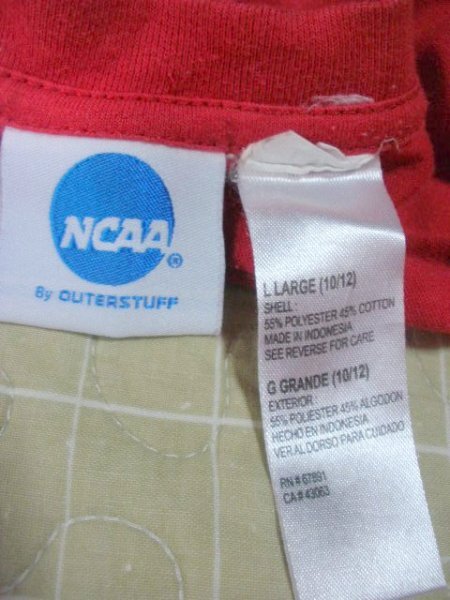 NCAA®
By OUTERSTUFF
L LARGE (10/12)
SHELL:
55% POLYESTER 45% COTTON
MADE IN INDONESIA
SEE REVERSE FOR CARE
G GRANDE (10/12)
EXTERIOR:
55% POLIESTER 45% ALGODON
HECHO EN INDONESIA
VER AL DORSO PARA CUIDADO
RN # 67891
CA # 43063